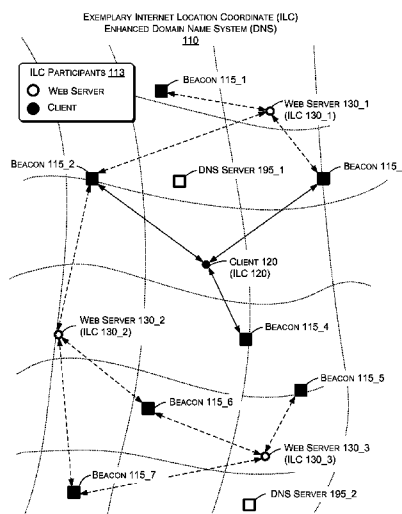 EXEMPLARY INTERNET LOCATION COORDINATE (ILC)
ENHANCED DOMAIN NAME SYSTEM (DNS)
110
ILC PARTICIPANTS 113
WEB SERVER
CLIENT
BEACON 115_1
WEB SERVER 130_1
(ILC 130_1)
BEACON 115_2
DNS SERVER 195_1
BEACON 115_
CLIENT 120
(ILC 120)
WEB SERVER 130_2
(ILC 130_2)
BEACON 115_4
BEACON 115_5
BEACON 115_6
WEB SERVER 130_3
(ILC 130_3)
BEACON 115_7
DNS SERVER 195_2